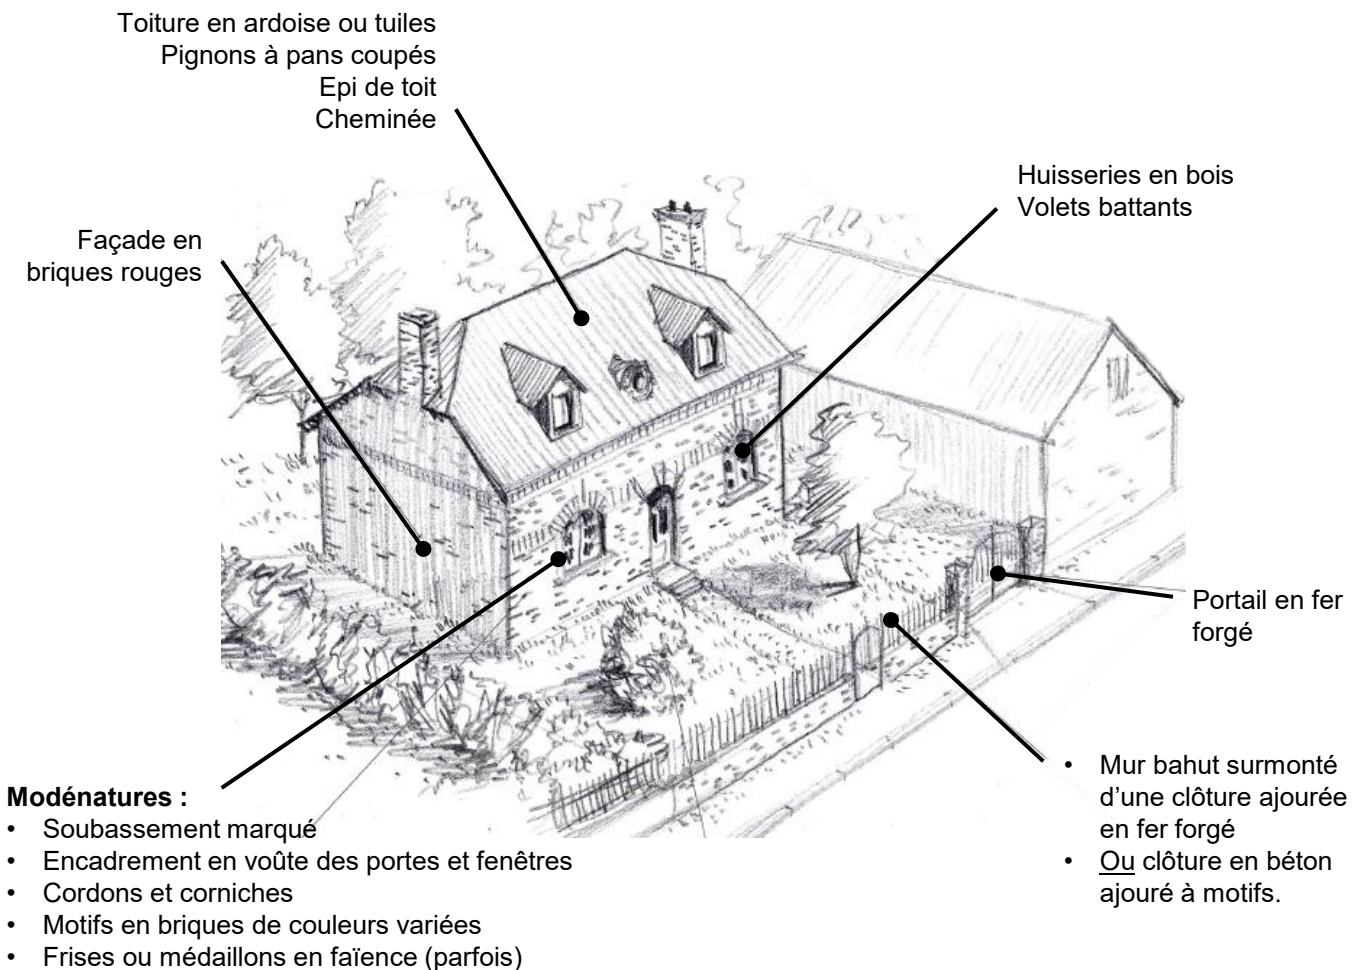 Toiture en ardoise ou tuiles
Pignons à pans coupés
Epi de toit
Cheminée
Huisseries en bois
Volets battants
Façade en
briques rouges
Portail en fer
forgé
Modénatures :
• Soubassement marqué
• Encadrement en voûte des portes et fenêtres
• Cordons et corniches
• Motifs en briques de couleurs variées
• Frises ou médaillons en faïence (parfois)
• Mur bahut surmonté
d’une clôture ajourée
en fer forgé
• Ou clôture en béton
ajouré à motifs.